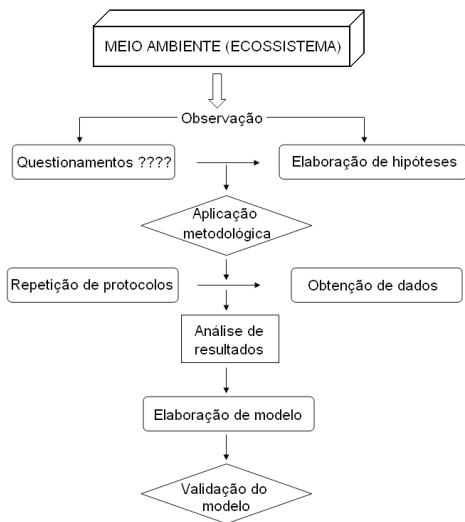 MEIO AMBIENTE (ECOSSISTEMA)
Observação
Questionamentos ????
Elaboração de hipóteses
Aplicação
metodológica
Repetição de protocolos
Obtenção de dados
Análise de
resultados
Elaboração de modelo
Validação do
modelo